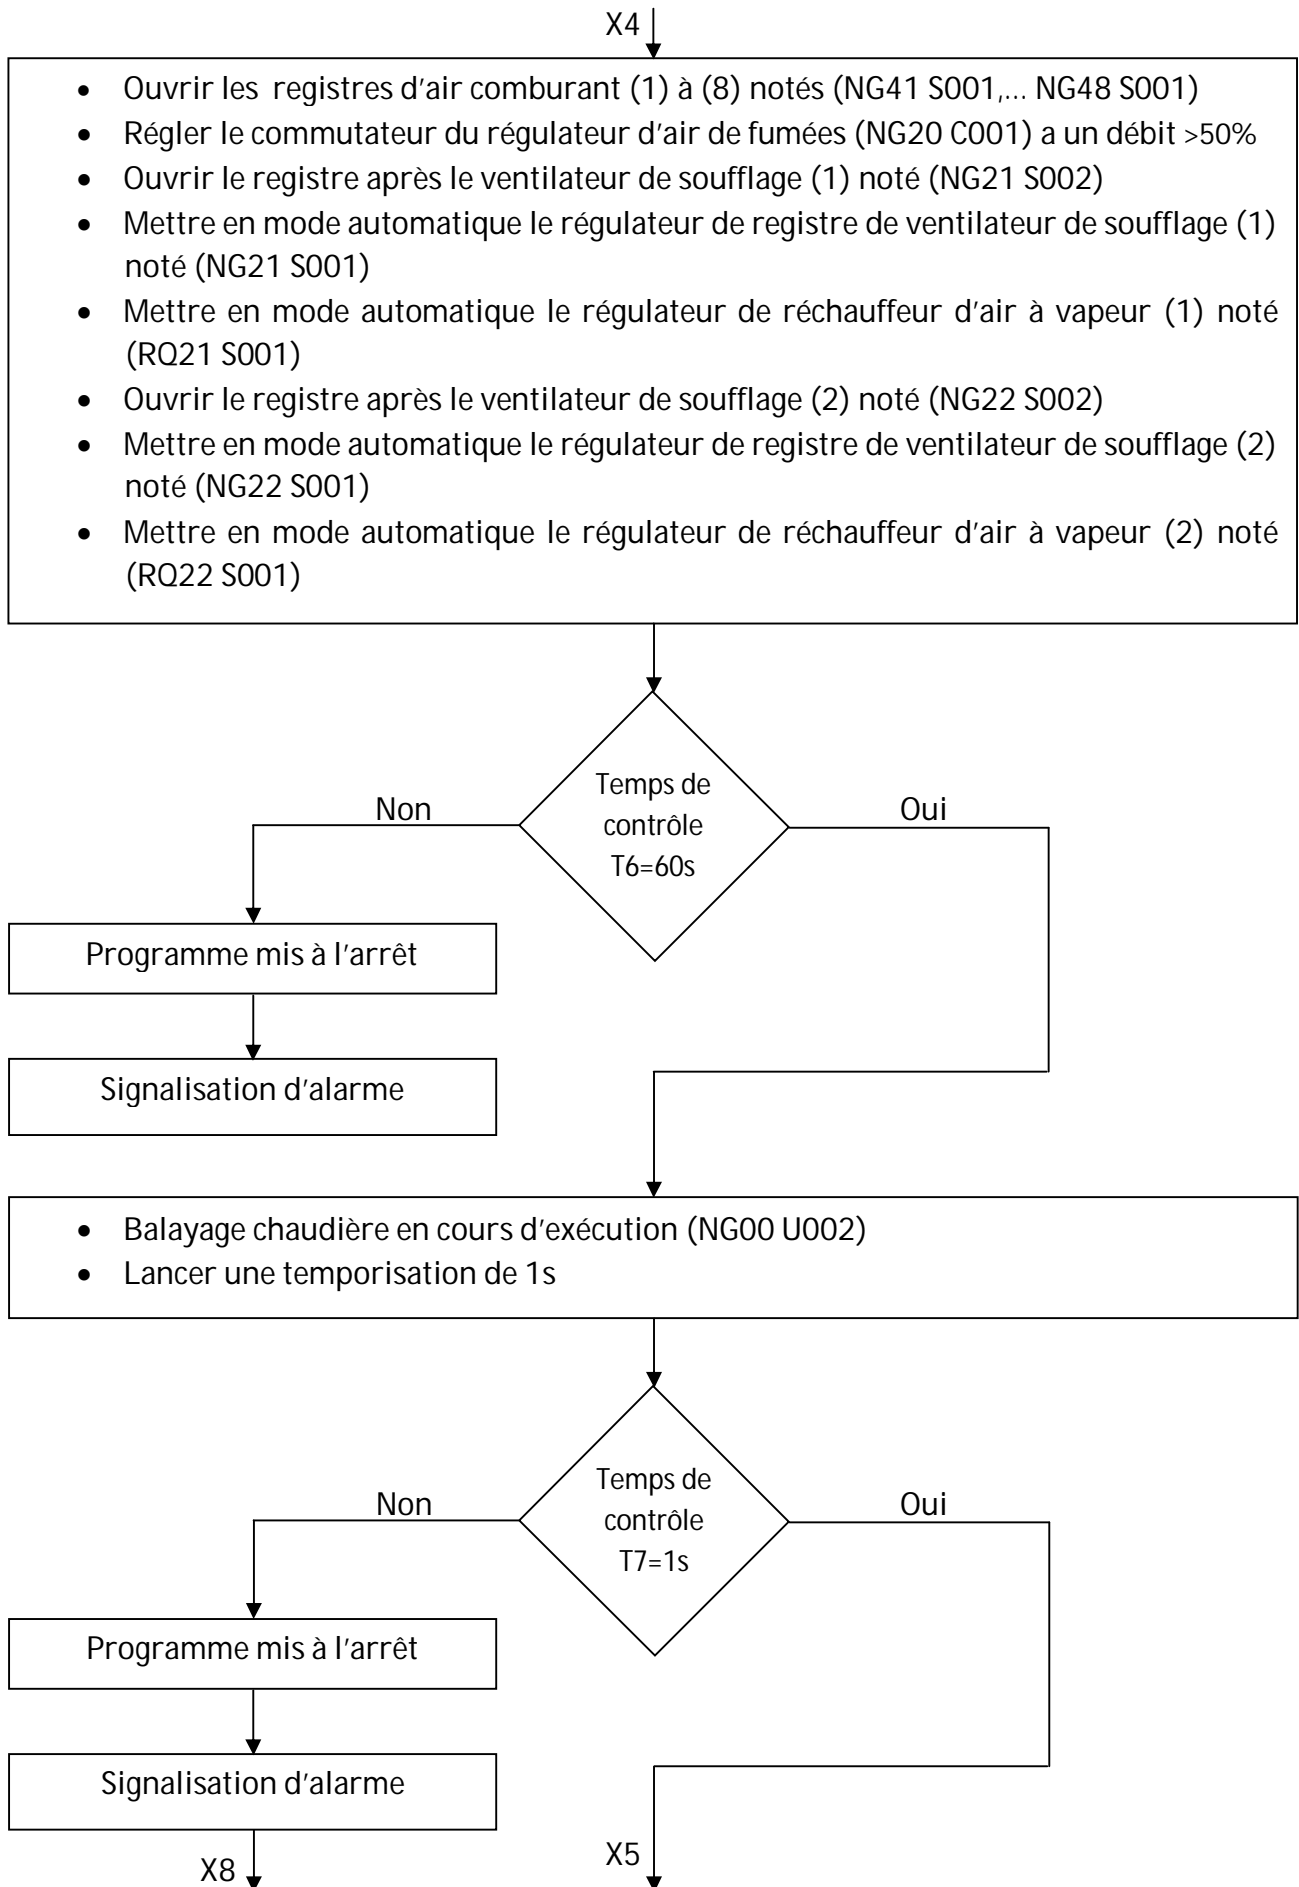 X4
• Ouvrir les registres d'air comburant (1) à (8) notés (NG41 S001,... NG48 S001)
• Régler le commutateur du régulateur d'air de fumées (NG20 C001) a un débit >50%
• Ouvrir le registre après le ventilateur de soufflage (1) noté (NG21 S002)
• Mettre en mode automatique le régulateur de registre de ventilateur de soufflage (1)
noté (NG21 S001)
• Mettre en mode automatique le régulateur de réchauffeur d'air à vapeur (1) noté
(RQ21 S001)
• Ouvrir le registre après le ventilateur de soufflage (2) noté (NG22 S002)
• Mettre en mode automatique le régulateur de registre de ventilateur de soufflage (2)
noté (NG22 S001)
• Mettre en mode automatique le régulateur de réchauffeur d'air à vapeur (2) noté
(RQ22 S001)
Temps de
contrôle
T6=60s
Non
Oui
Programme mis à l'arrêt
Signalisation d'alarme
• Balayage chaudière en cours d'exécution (NG00 U002)
• Lancer une temporisation de 1s
Temps de
contrôle
T7=1s
Non
Oui
Programme mis à l'arrêt
Signalisation d'alarme
X8
X5